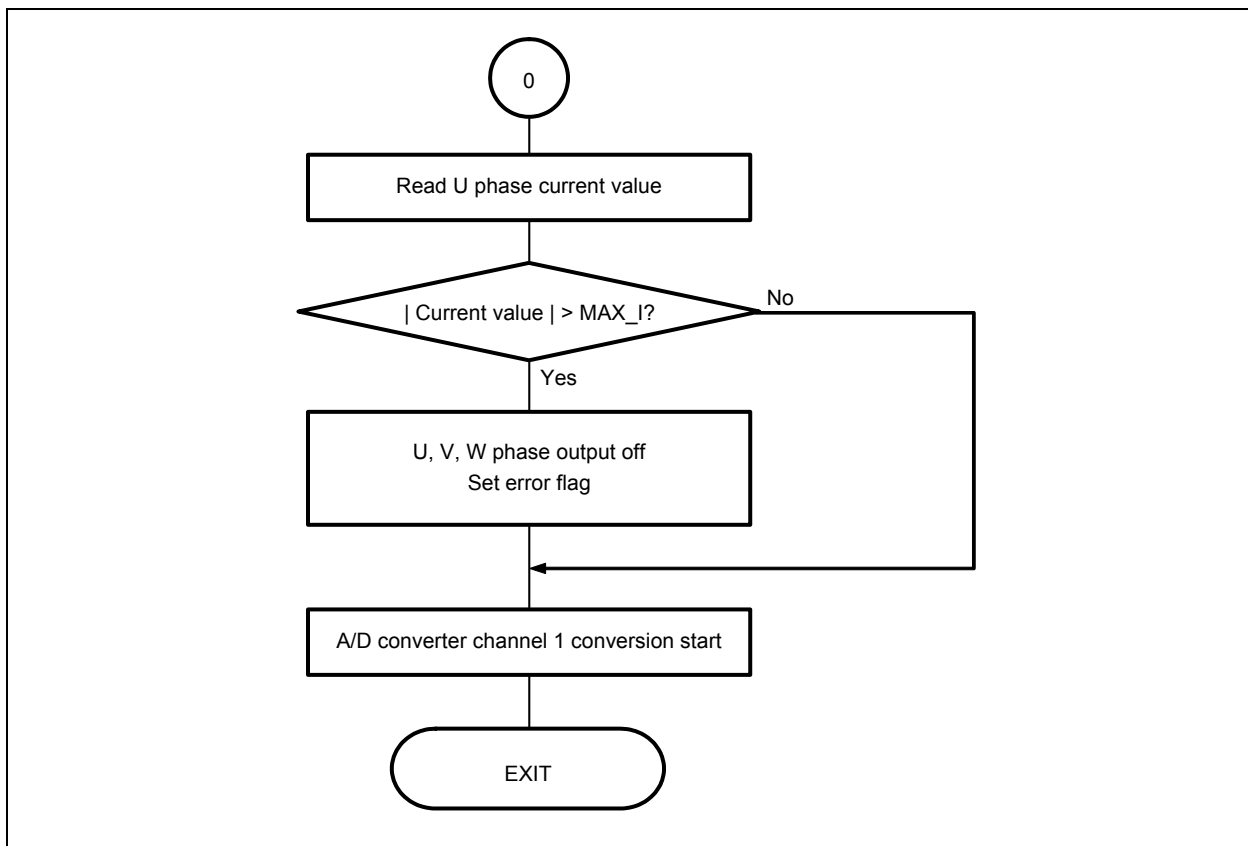 0
Read U phase current value
| Current value | > MAX_I?
No
Yes
U, V, W phase output off
Set error flag
A/D converter channel 1 conversion start
EXIT